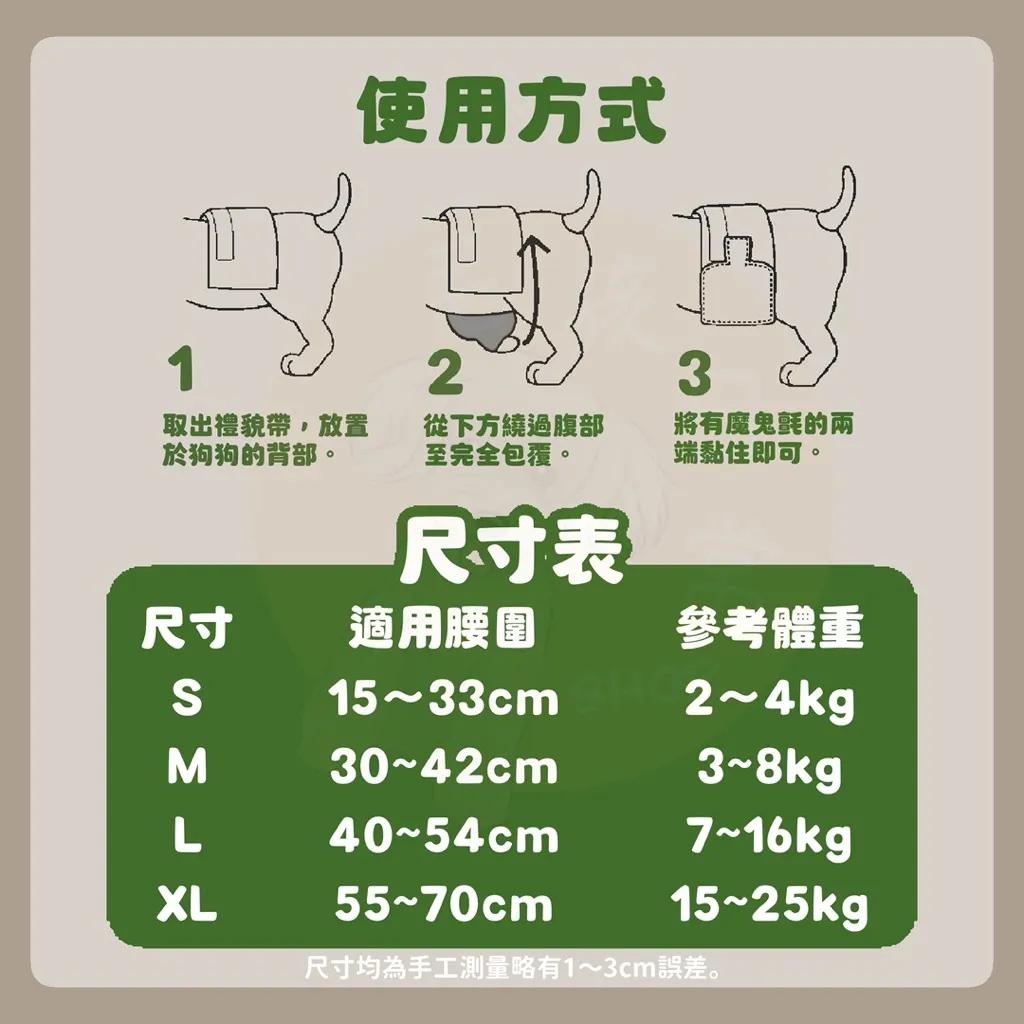 使用方式
1
取出禮貌帶，放置
於狗狗的背部。
2
從下方繞過腹部
至完全包覆。
3
將有魔鬼氈的兩
端黏住即可。
尺寸表
尺寸 適用腰圍 參考體重
S 15～33cm 2～4kg
M 30~42cm 3~8kg
L 40~54cm 7~16kg
XL 55~70cm 15~25kg
尺寸均為手工測量略有1～3cm誤差。
SHOP